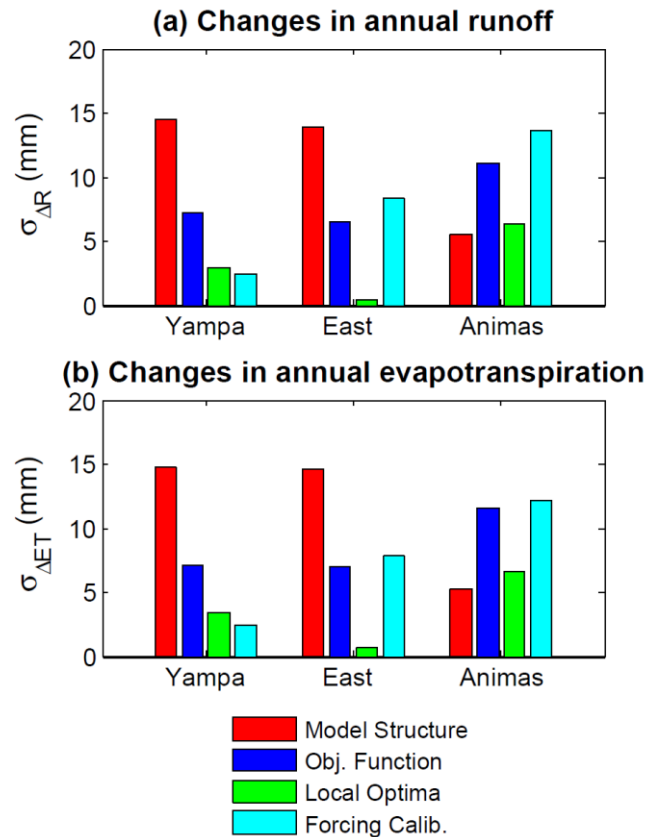 (a) Changes in annual runoff
20
15
10
5
0
σΔR (mm)
Yampa East Animas
(b) Changes in annual evapotranspiration
20
15
10
5
0
σΔET (mm)
Yampa East Animas
Model Structure
Obj. Function
Local Optima
Forcing Calib.